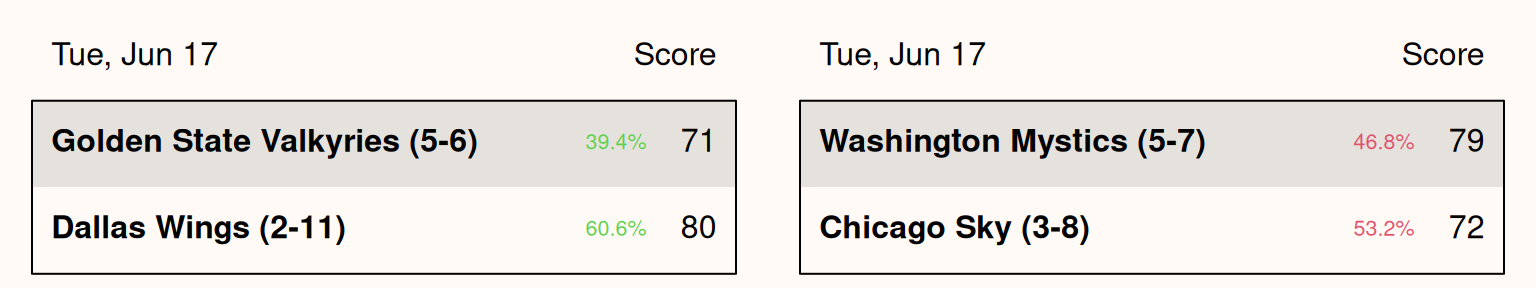 Tue, Jun 17 Score
Golden State Valkyries (5-6) 39.4% 71
Dallas Wings (2-11) 60.6% 80
Tue, Jun 17 Score
Washington Mystics (5-7) 46.8% 79
Chicago Sky (3-8) 53.2% 72